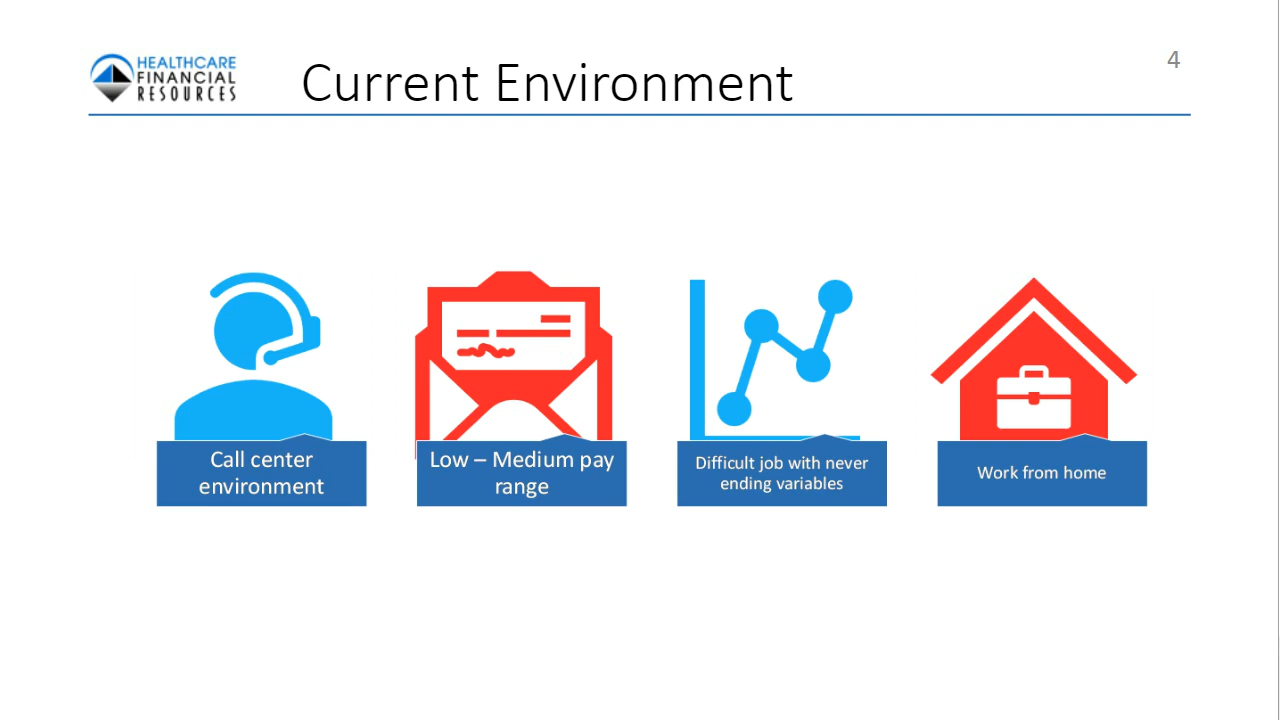 HEALTHCARE
FINANCIAL
RESOURCES
Current Environment
4
Call center
environment
Low – Medium pay
range
Difficult job with never
ending variables
Work from home